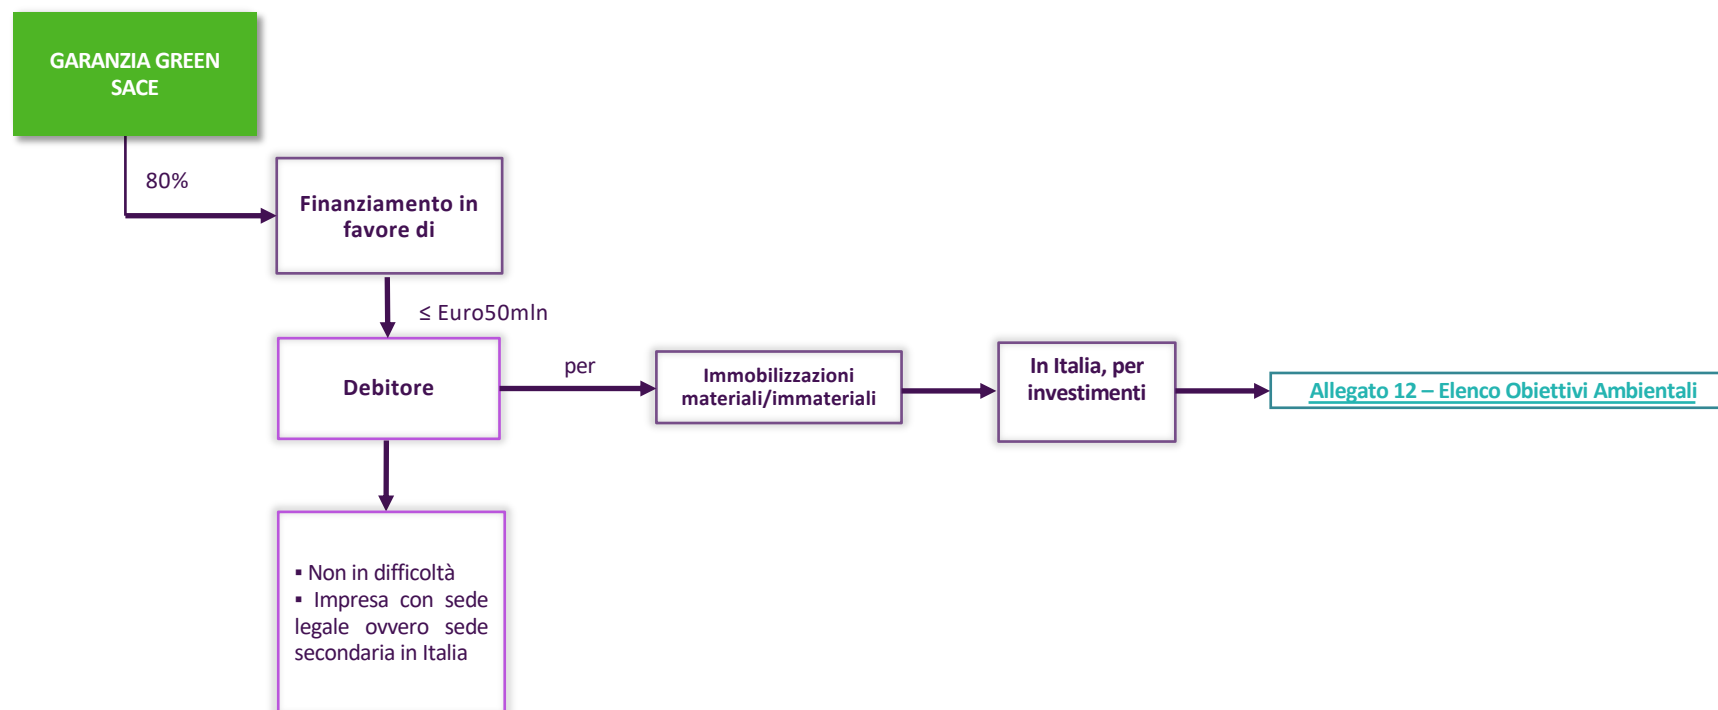 GARANZIA GREEN
SACE
80%
Finanziamento in
favore di
≤ Euro50mln
Debitore
per
Immobilizzazioni
materiali/immateriali
In Italia, per
investimenti
Allegato 12 – Elenco Obiettivi Ambientali
▪ Non in difficoltà
▪ Impresa con sede
legale ovvero sede
secondaria in Italia